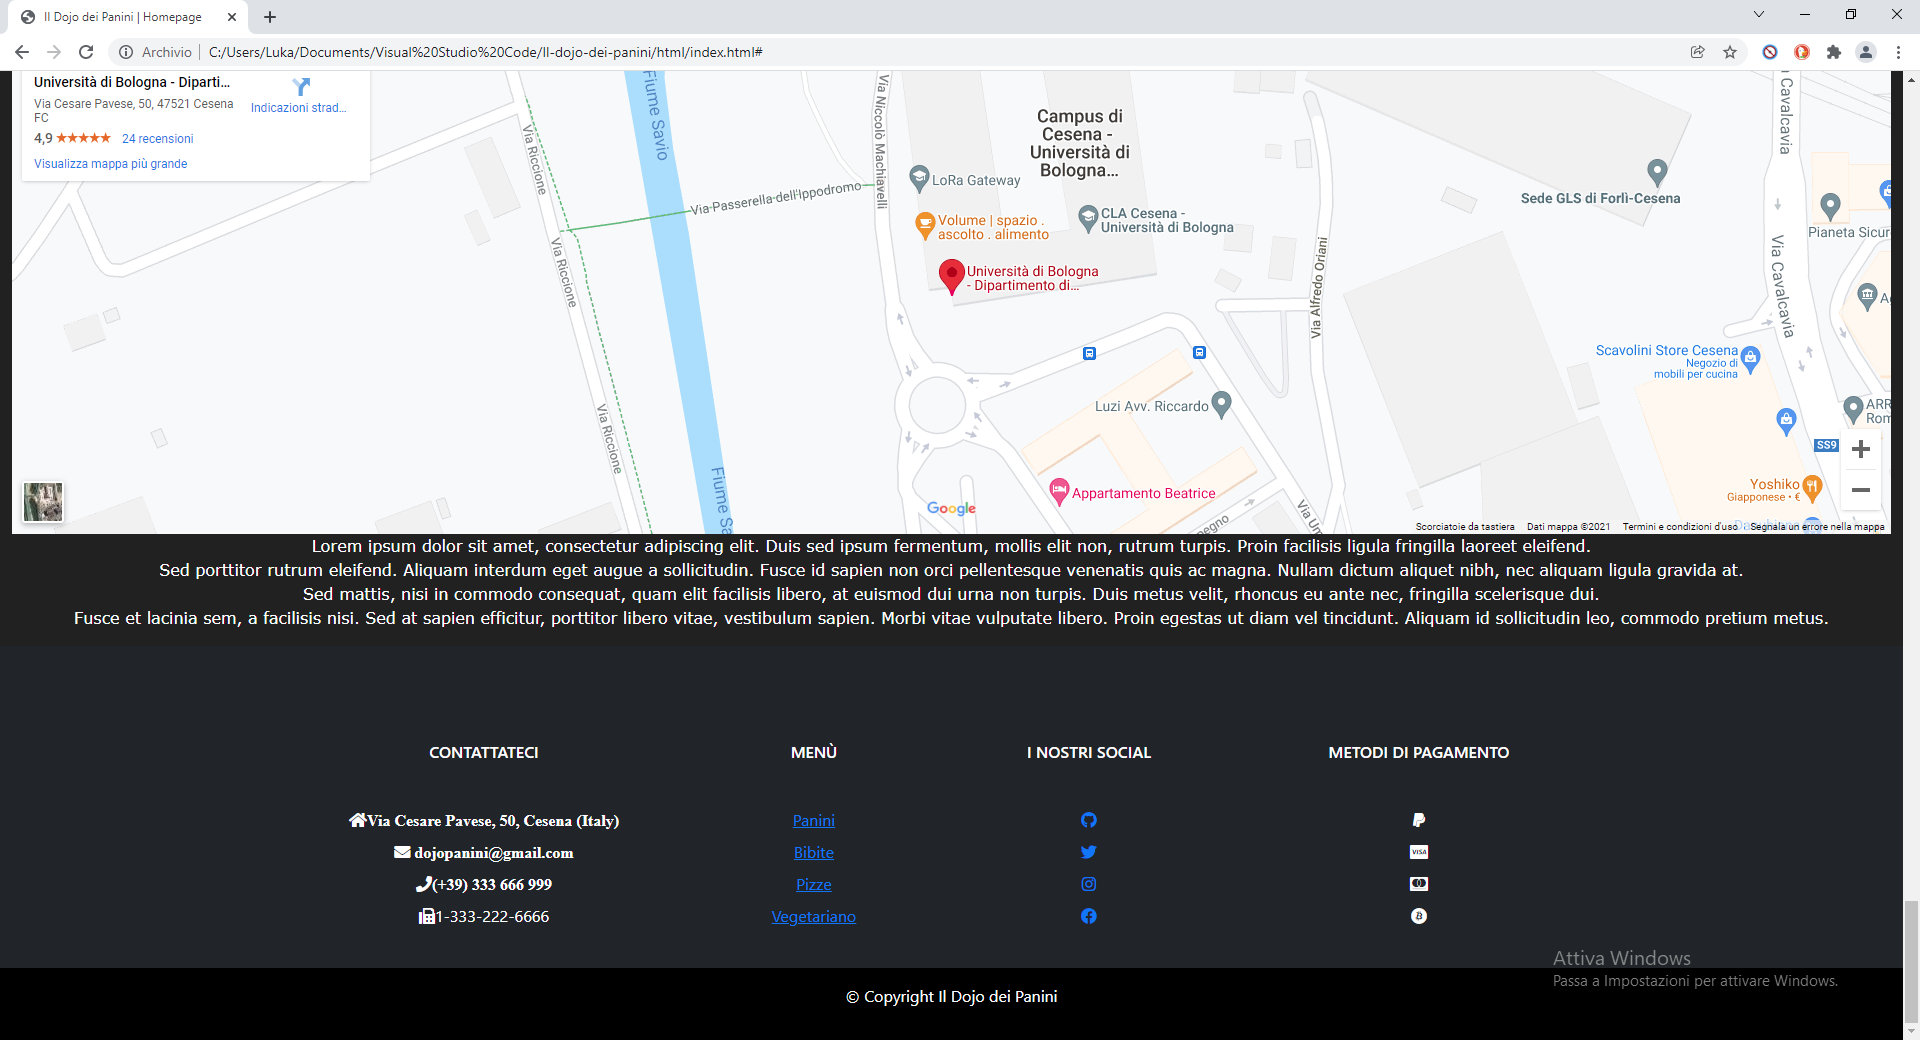 Il Dojo dei Panini | Homepage
Archivio | C:/Users/Luka/Documents/Visual%20Studio%20Code/Il-dojo-dei-panini/html/index.html#
Università di Bologna - Diparti...
Via Cesare Pavese, 50, 47521 Cesena
FC
Indicazioni strad...
4,9 24 recensioni
Visualizza mappa più grande
Via Riccione
Via Riccione
Via Riccione
Fiume Savio
Fiume Sa
Via Passerella dell'Ippodromo
Via Niccolò Machiavelli
Campus di
Cesena -
Università di
Bologna...
LoRa Gateway
Volume | spazio .
ascolto . alimento
CLA Cesena -
Università di Bologna
Università di Bologna
- Dipartimento di...
Via Alfredo Oriani
Sede GLS di Forlì-Cesena
Cavalcavia
Via Cavalcavia
Pianeta Sicur
Scavolini Store Cesena
Negozio di
mobili per cucina
Luzi Avv. Riccardo
ARR
Rom
SS9
Appartamento Beatrice
Yoshiko
Giapponese • €
Google
Scorciatoie da tastiera
Dati mappa ©2021
Termini e condizioni d'uso
Segnala un errore nella mappa
Lorem ipsum dolor sit amet, consectetur adipiscing elit. Duis sed ipsum fermentum, mollis elit non, rutrum turpis. Proin facilisis ligula fringilla laoreet eleifend.
Sed porttitor rutrum eleifend. Aliquam interdum eget augue a sollicitudin. Fusce id sapien non orci pellentesque venenatis quis ac magna. Nullam dictum aliquet nibh, nec aliquam ligula gravida at.
Sed mattis, nisi in commodo consequat, quam elit facilisis libero, at euismod dui urna non turpis. Duis metus velit, rhoncus eu ante nec, fringilla scelerisque dui.
Fusce et lacinia sem, a facilisis nisi. Sed at sapien efficitur, porttitor libero vitae, vestibulum sapien. Morbi vitae vulputate libero. Proin egestas ut diam vel tincidunt. Aliquam id sollicitudin leo, commodo pretium metus.
CONTATTATECI
Via Cesare Pavese, 50, Cesena (Italy)
dojopanini@gmail.com
(+39) 333 666 999
1-333-222-6666
MENÙ
Panini
Bibite
Pizze
Vegetariano
I NOSTRI SOCIAL
METODI DI PAGAMENTO
VISA
Attiva Windows
Passa a Impostazioni per attivare Windows.
© Copyright Il Dojo dei Panini